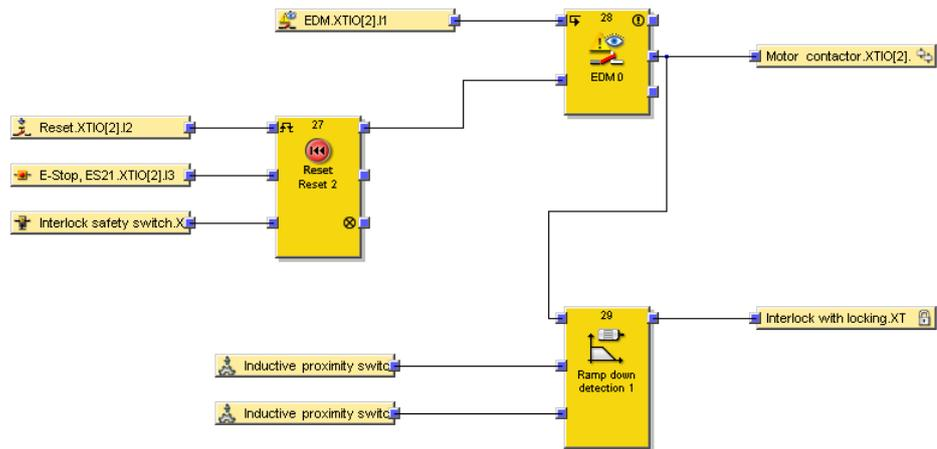 EDM.XTIO[2].I1
28
EDM 0
Motor contactor.XTIO[2].
Reset.XTIO[2].I2
27
Reset
Reset 2
E-Stop, ES21.XTIO[2].I3
Interlock safety switch.X
29
Ramp down
detection 1
Interlock with locking.XT
Inductive proximity switc
Inductive proximity switc